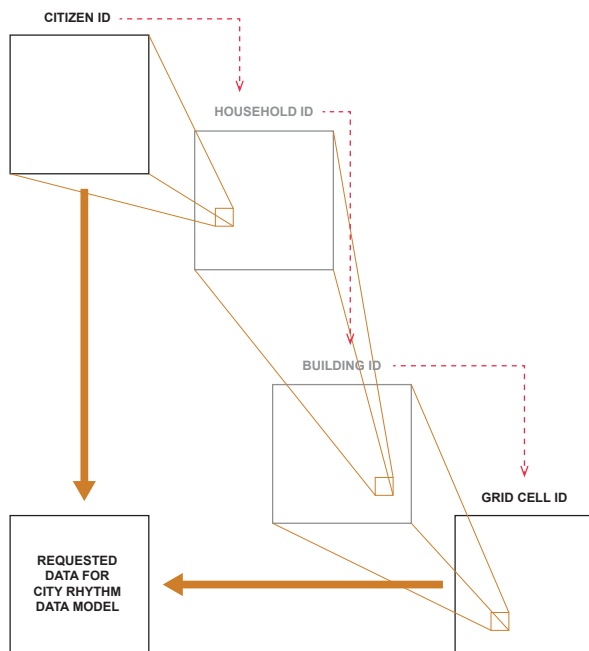 CITIZEN ID
HOUSEHOLD ID
BUILDING ID
GRID CELL ID
REQUESTED
DATA FOR
CITY RHYTHM
DATA MODEL